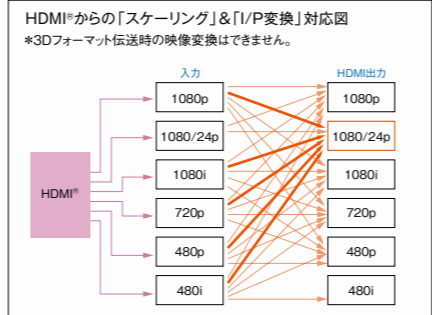 HDMI®からの「スケーリング」&「I/P変換」対応図
*3Dフォーマット伝送時の映像変換はできません。
入力 HDMI出力
1080p 1080p
1080/24p 1080/24p
1080i 1080i
HDMI®
720p 720p
480p 480p
480i 480i